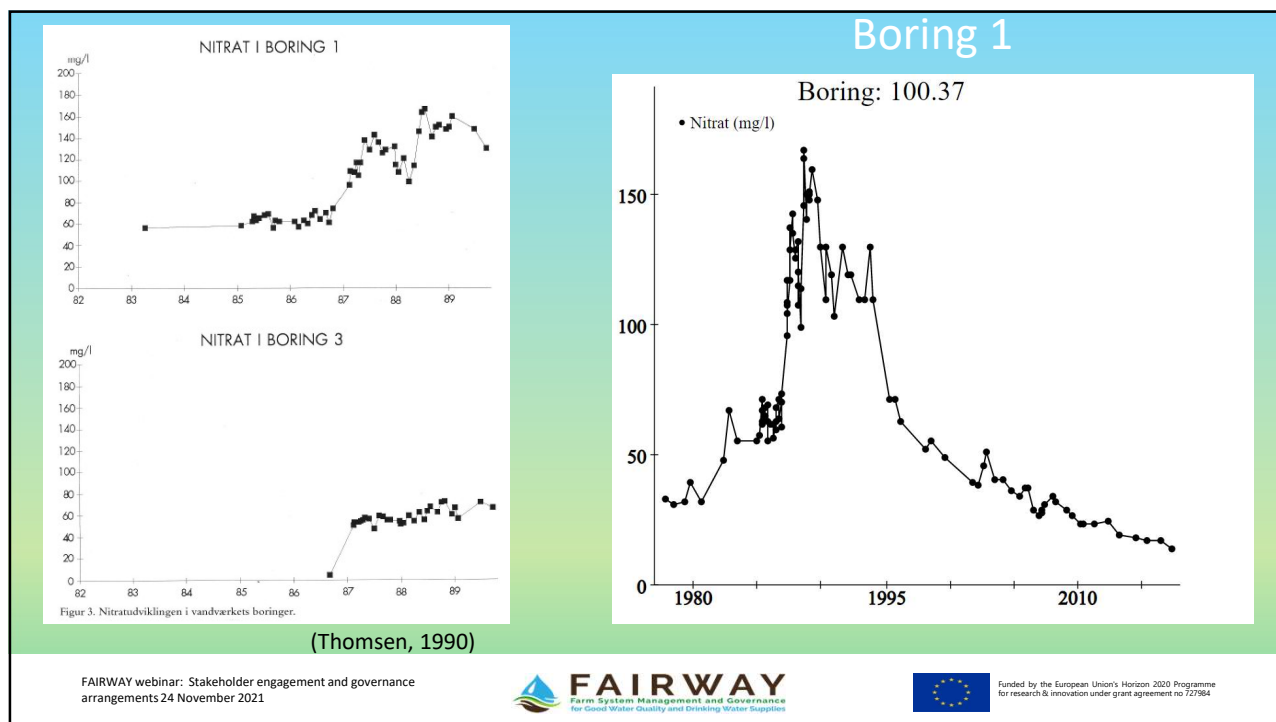 Boring 1
NITRAT I BORING 1
mg/l
200
180
160
140
120
100
80
60
40
20
0
82 83 84 85 86 87 88 89
NITRAT I BORING 3
mg/l
200
180
160
140
120
100
80
60
40
20
0
82 83 84 85 86 87 88 89
Figur 3. Nitratudviklingen i vandværkets boringer.
(Thomsen, 1990)
Boring: 100.37
Nitrat (mg/l)
150
100
50
0
1980 1995 2010
FAIRWAY webinar: Stakeholder engagement and governance
arrangements 24 November 2021
FAIRWAY
Farm System Management and Governance
for Good Water Quality and Drinking Water Supplies
Funded by the European Union's Horizon 2020 Programme
for research & innovation under grant agreement no 727984